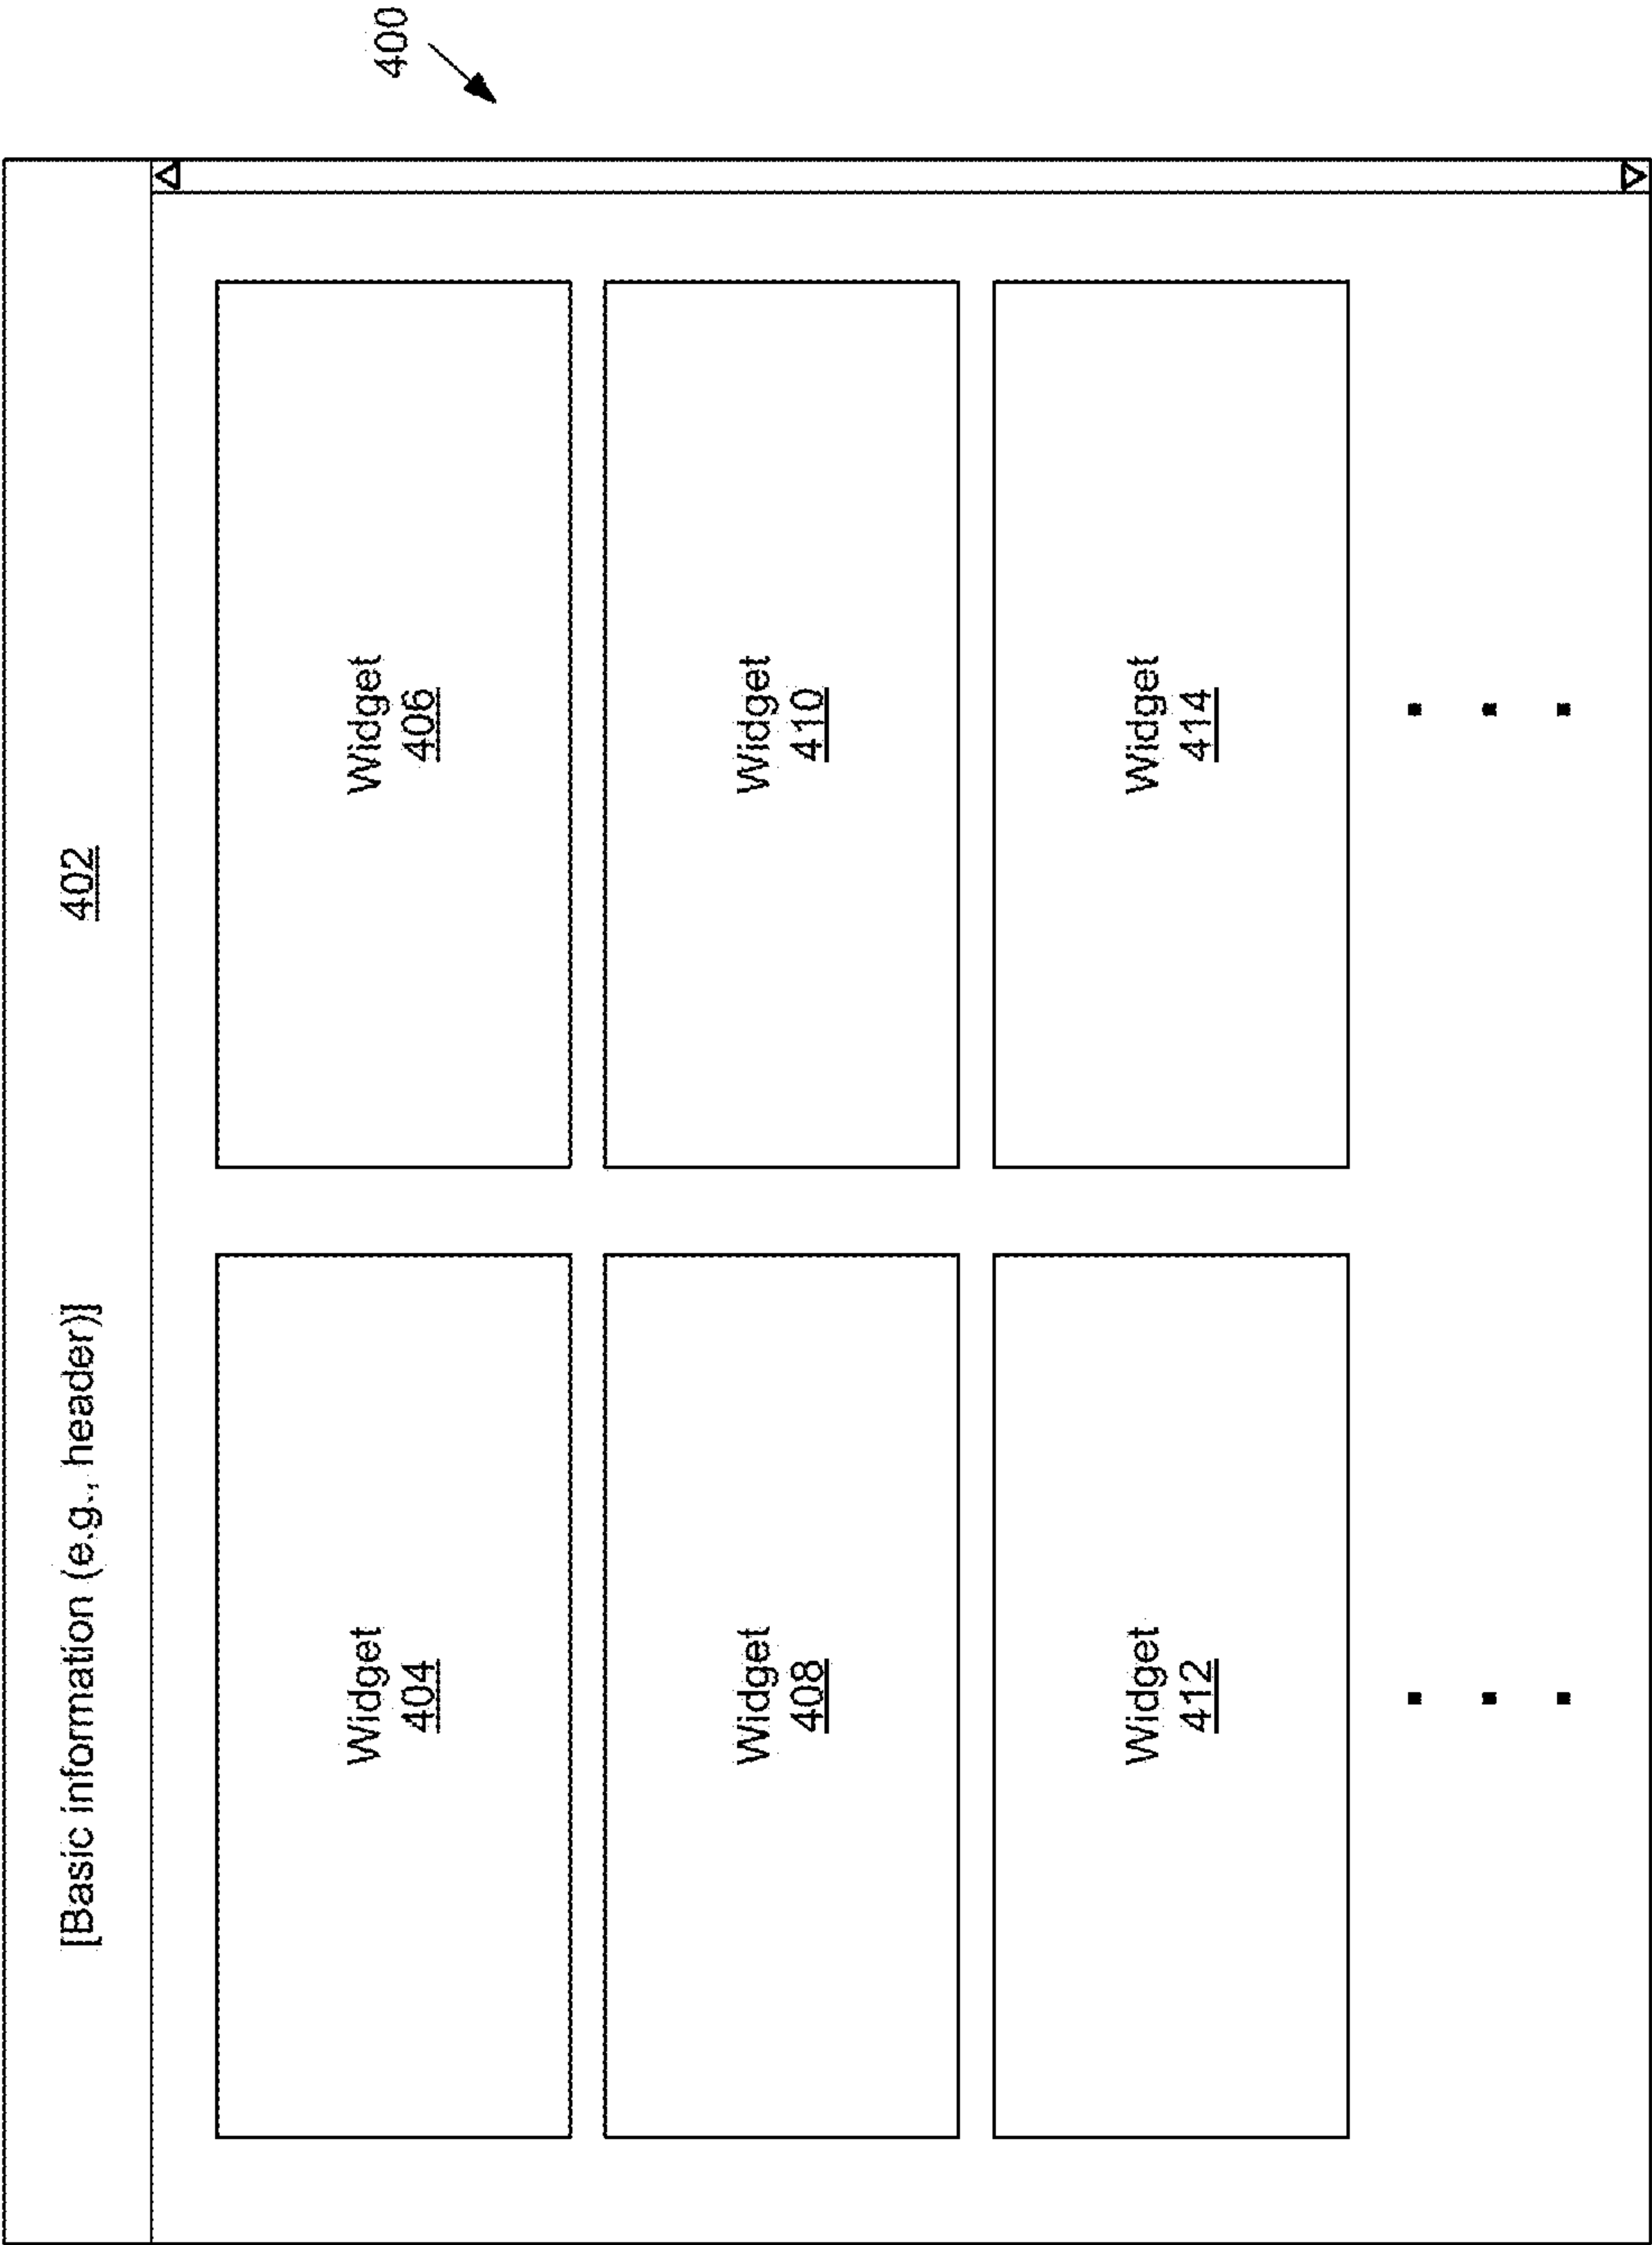 400
[Basic information (e.g., header)]
402
Widget
404
Widget
406
Widget
408
Widget
410
Widget
412
Widget
414